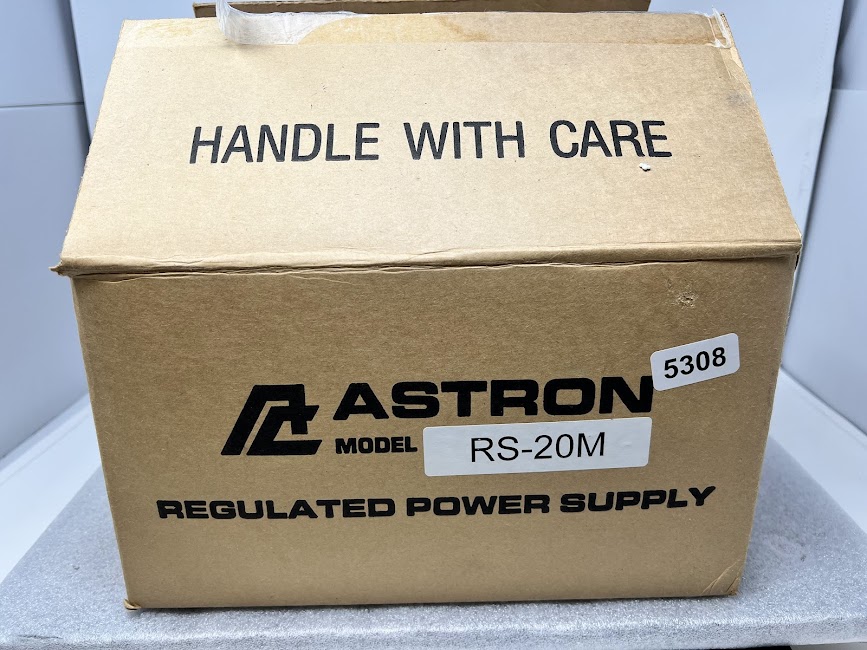 HANDLE WITH CARE
5308
ASTRON
MODEL RS-20M
REGULATED POWER SUPPLY